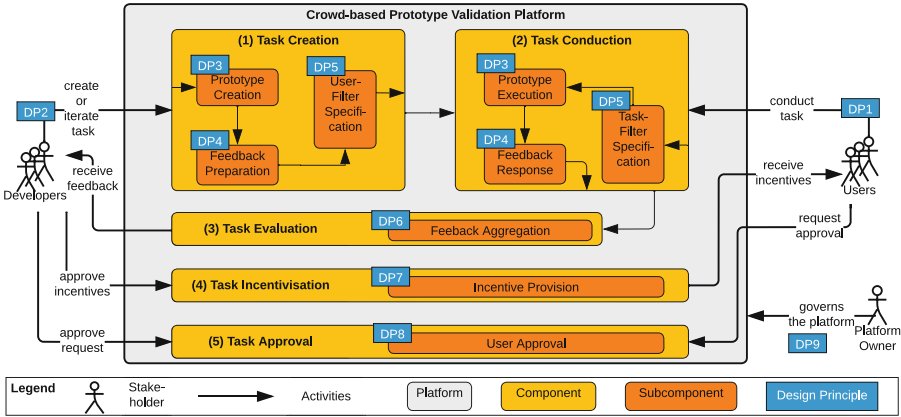 Crowd-based Prototype Validation Platform
(1) Task Creation
DP3
Prototype
Creation
DP4
Feedback
Preparation
DP5
User-
Filter
Specifi-
cation
(2) Task Conduction
DP3
Prototype
Execution
DP4
Feedback
Response
DP5
Task-
Filter
Specifi-
cation
DP2
create
or
iterate
task
receive
feedback
Developers
approve
incentives
approve
request
(3) Task Evaluation
DP6
Feeback Aggregation
(4) Task Incentivisation
DP7
Incentive Provision
(5) Task Approval
DP8
User Approval
conduct
task
DP1
receive
incentives
Users
request
approval
governs
the platform
DP9
Platform
Owner
Legend
Stake-
holder
Activities
Platform
Component
Subcomponent
Design Principle